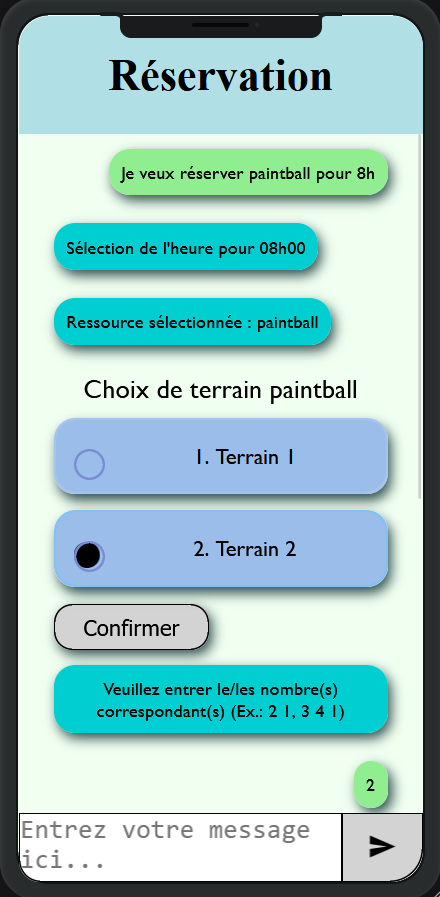 Réservation
Je veux réserver paintball pour 8h
Sélection de l'heure pour 08h00
Ressource sélectionnée : paintball
Choix de terrain paintball
1. Terrain 1
2. Terrain 2
Confirmer
Veuillez entrer le/les nombre(s)
correspondant(s) (Ex.: 2 1, 3 4 1)
2
Entrez votre message
ici...